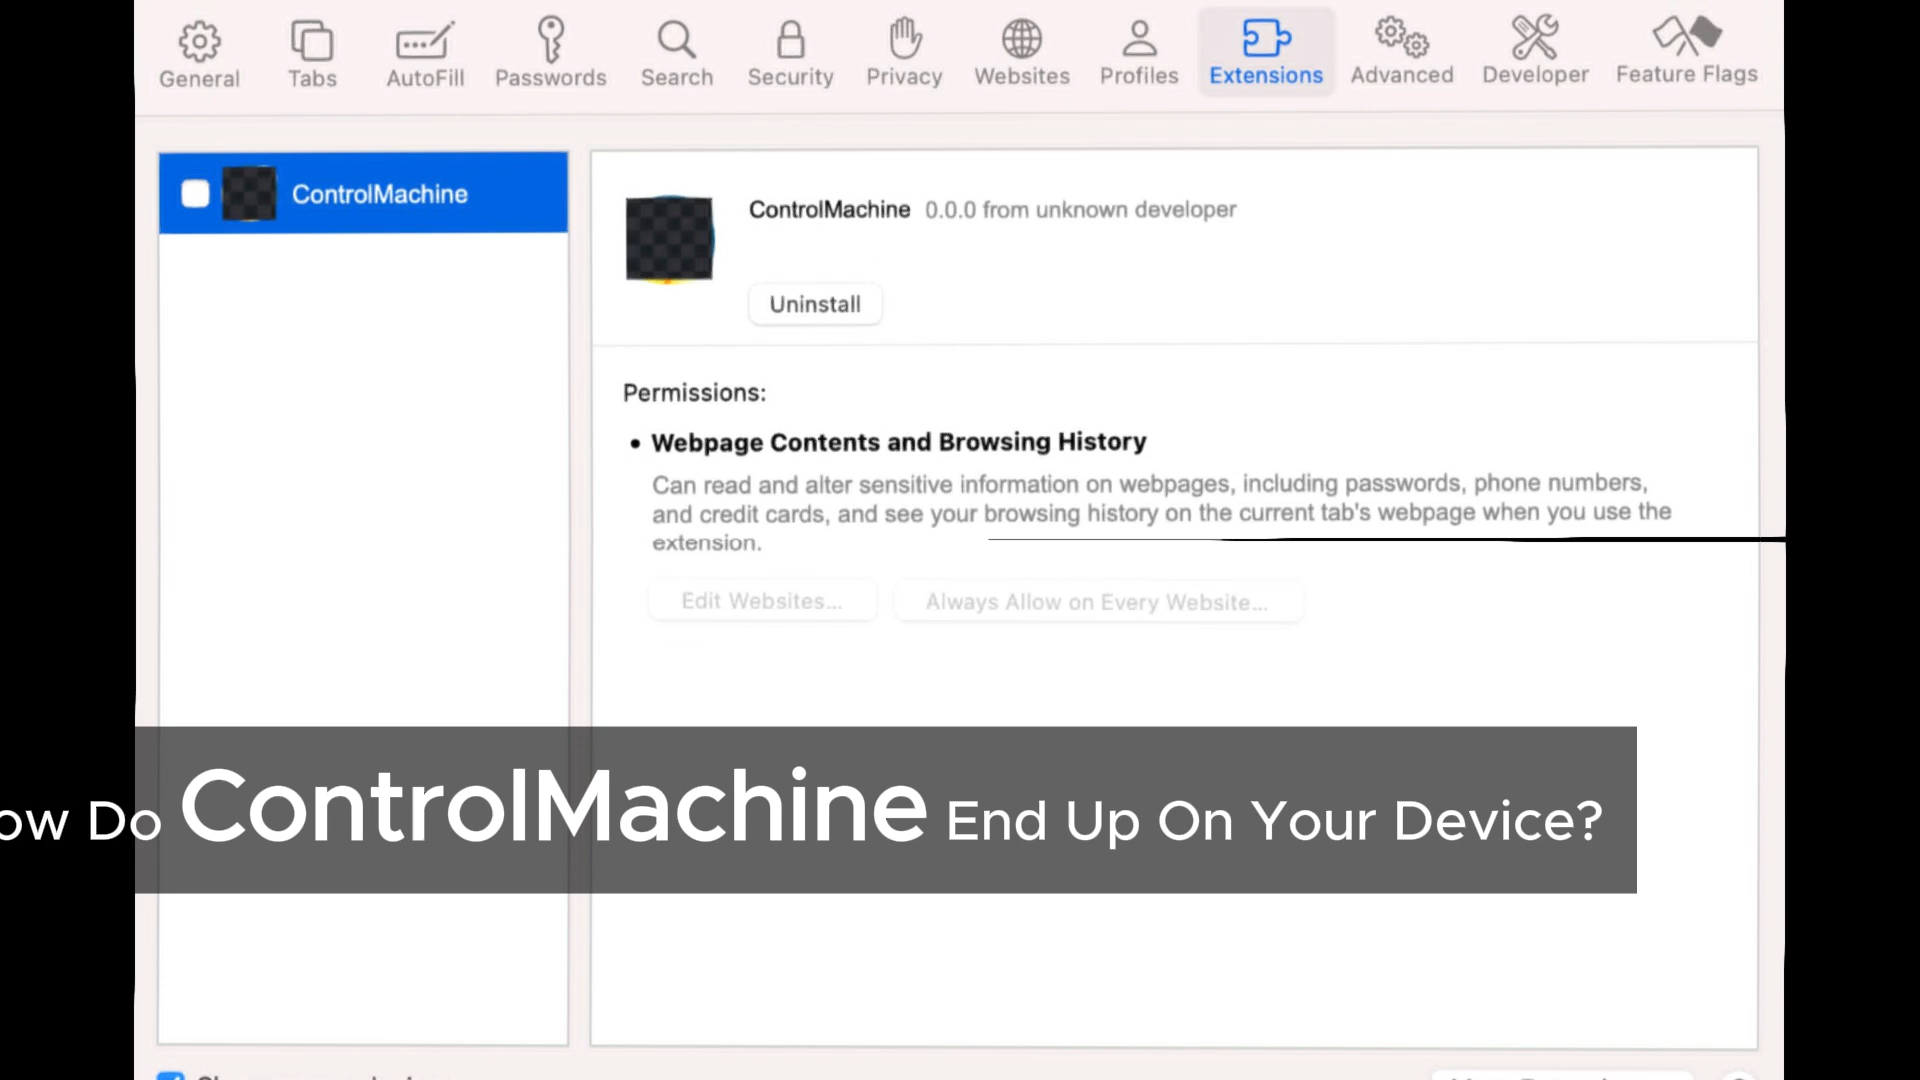 General Tabs AutoFill Passwords Search Security Privacy Websites Profiles Extensions Advanced Developer Feature Flags
ControlMachine
ControlMachine 0.0.0 from unknown developer
Uninstall
Permissions:
• Webpage Contents and Browsing History
Can read and alter sensitive information on webpages, including passwords, phone numbers,
and credit cards, and see your browsing history on the current tab's webpage when you use the
extension.
Edit Websites... Always Allow on Every Website...
ow Do ControlMachine End Up On Your Device?